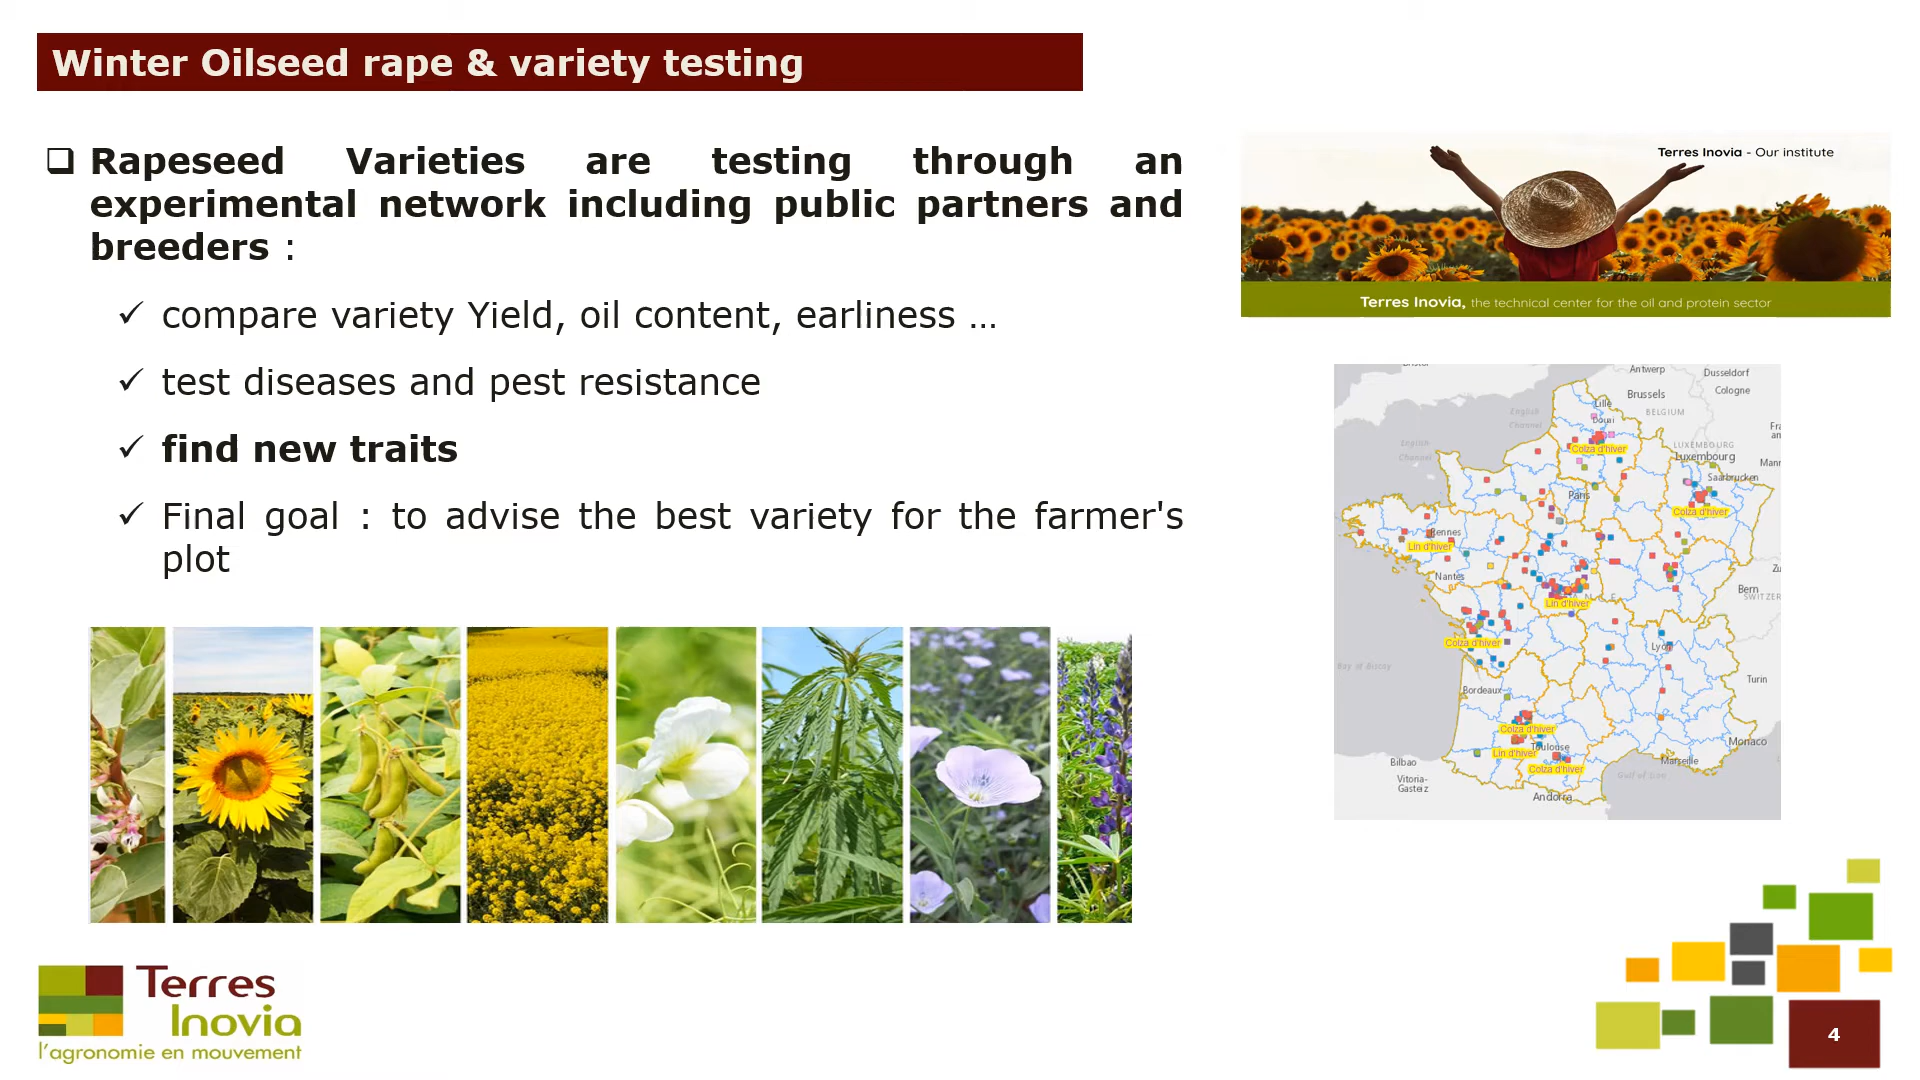 Winter Oilseed rape & variety testing
❑ Rapeseed Varieties are testing through an
experimental network including public partners and
breeders :
✓ compare variety Yield, oil content, earliness …
✓ test diseases and pest resistance
✓ find new traits
✓ Final goal : to advise the best variety for the farmer's
plot
Terres Inovia - Our institute
Terres Inovia, the technical center for the oil and protein sector
Antwerp
Dusseldorf
Cologne
Brussels
BELGIUM
Lille
English
Channel
English
Channel
Colza d'hiver
LUXEMBOURG
Luxembourg
Saarbrucken
Paris
Colza d'hiver
Rennes
Lin d'hiver
Nantes
Bern
Lin d'hiver
Colza d'hiver
Lyon
Bay of Biscay
Turin
Bordeaux
Colza d'hiver
Toulouse
Lin d'hiver
Colza d'hiver
Monaco
Marseille
Bilbao
Vitoria-
Gasteiz
Andorra
Terres
Inovia
l'agronomie en mouvement
4